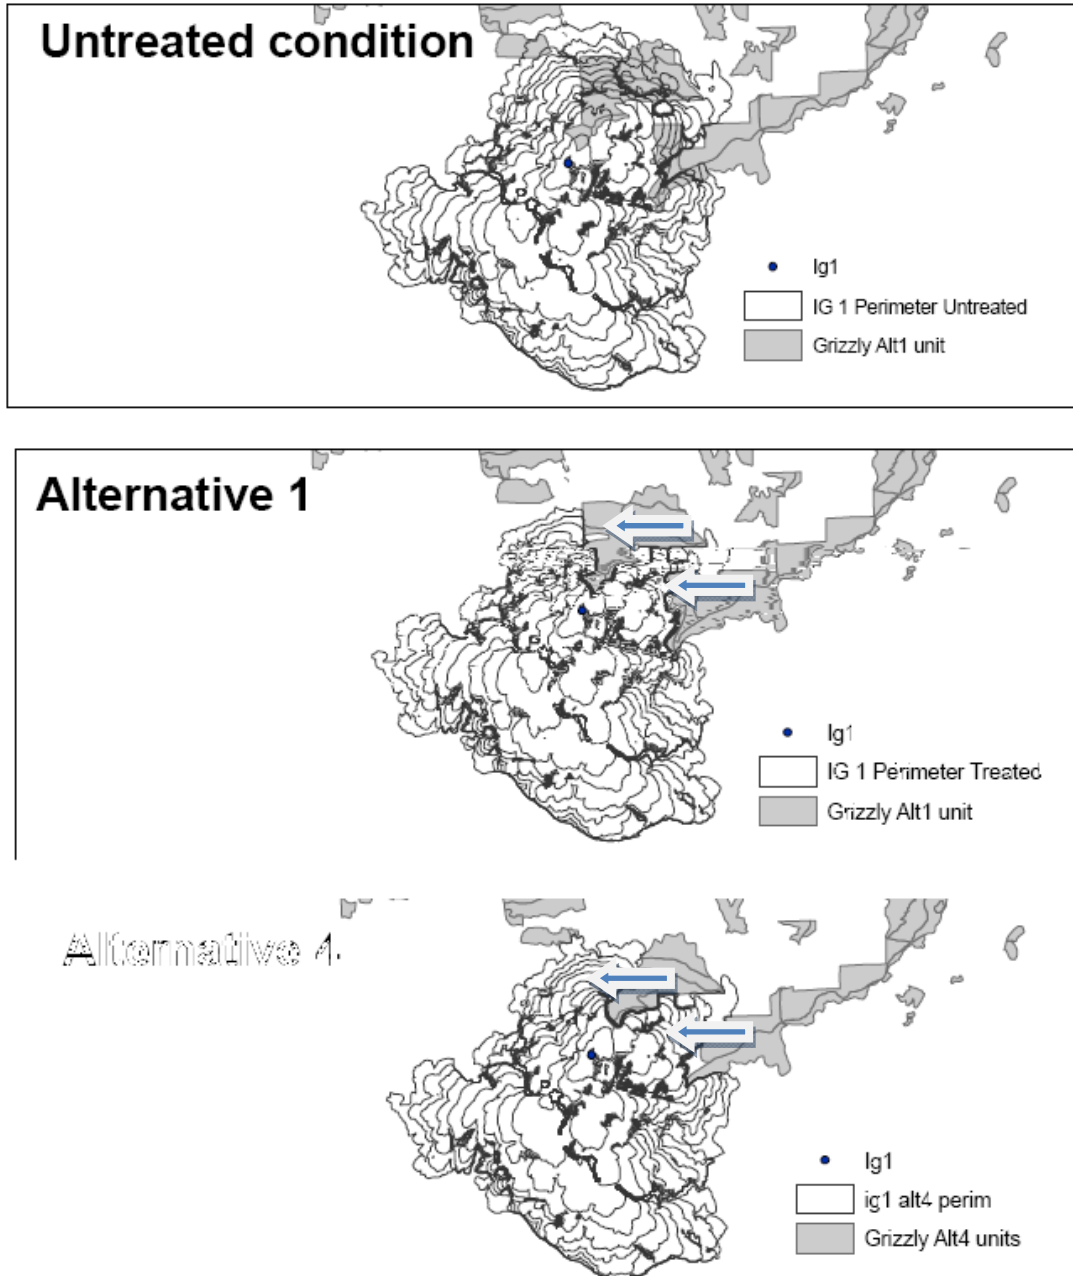 Untreated condition
Ig1
IG 1 Perimeter Untreated
Grizzly Alt1 unit
Alternative 1
Ig1
IG 1 Perimeter Treated
Grizzly Alt1 unit
Alternative 4
Ig1
ig1 alt4 perim
Grizzly Alt4 units